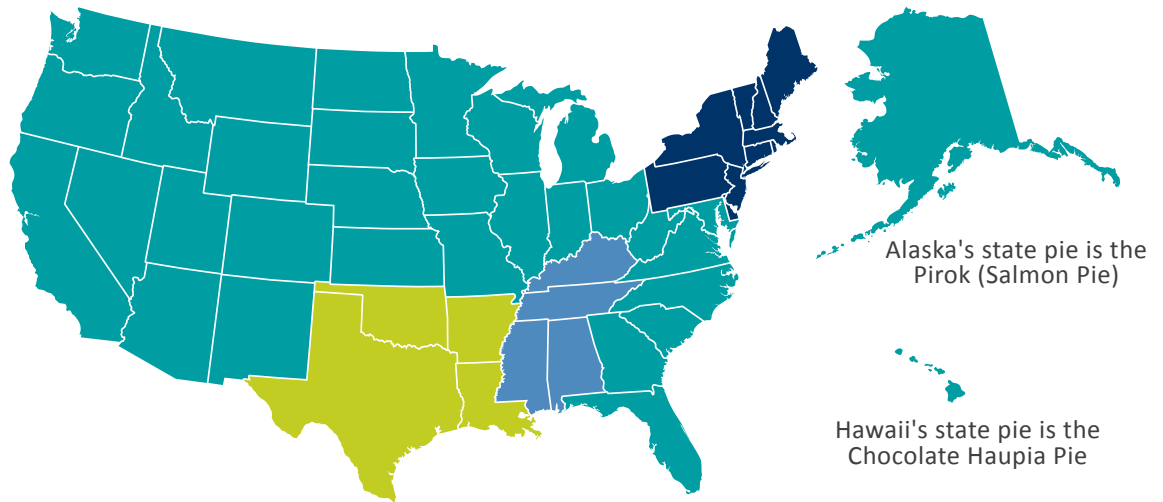 Alaska's state pie is the
Pirok (Salmon Pie)
Hawaii's state pie is the
Chocolate Haupia Pie